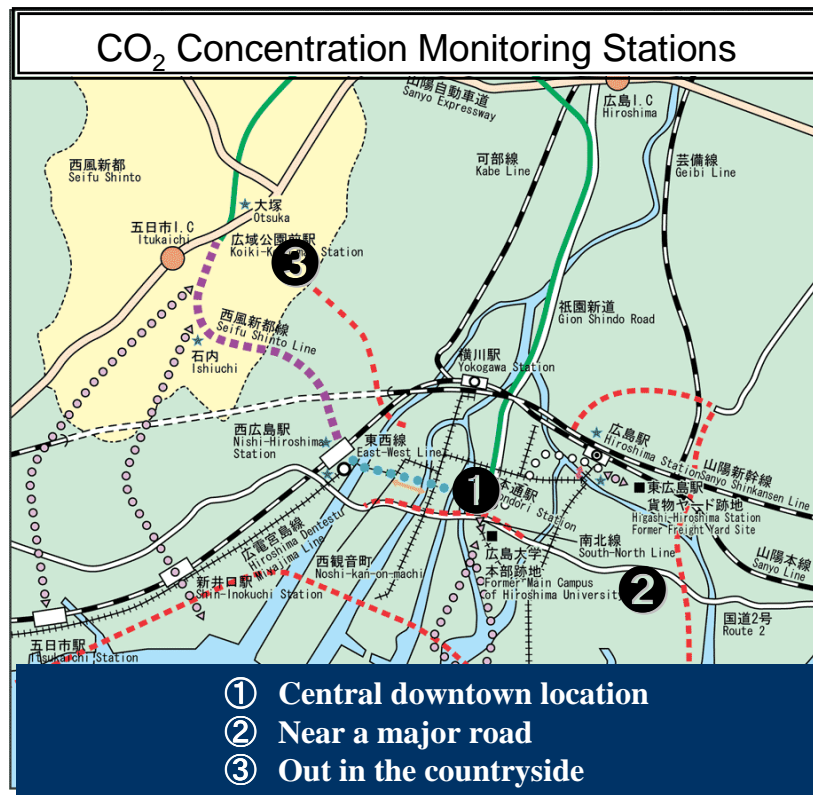 CO₂ Concentration Monitoring Stations
山陽自動車道
Sanyo Expressway
広島I.C
Hiroshima
西風新都
Seifu Shinto
可部線
Kabe Line
芸備線
Geibi Line
大塚
Otsuka
五日市I.C
Itukaichi
広域公園前駅
Station
❸
祇園新道
Gion Shindo Road
西風新都線
Seifu Shinto Line
石内
Ishiuchi
横川駅
Yokogawa Station
西広島駅
Nishi-Hiroshima
Station
東西線
East-West Line
広島駅
Hiroshima Station
山陽新幹線
Sanyo Shinkansen Line
❶
本通駅
Station
東広島駅
貨物ヤード跡地
Higashi-Hiroshima Station
Former Freight Yard Site
広電宮島線
Hiroshima Dentestu
Miyajima Line
西観音町
Noshi-kan-on-machi
広島大学
本部跡地
Former Main Campus
of Hiroshima University
南北線
South-North Line
山陽本線
Sanyo Line
❷
新井口駅
Shin-Inokuchi Station
国道2号
Route 2
五日市駅
Itsukaichi Station
① Central downtown location
② Near a major road
③ Out in the countryside